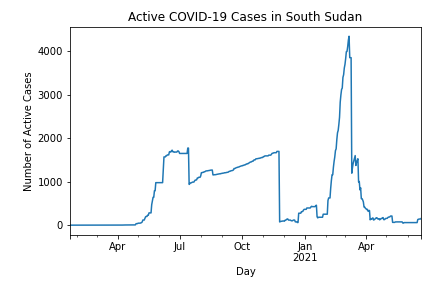 Active COVID-19 Cases in South Sudan
Number of Active Cases
4000
3000
2000
1000
0
Apr
Jul
Oct
Jan
2021
Apr
Day